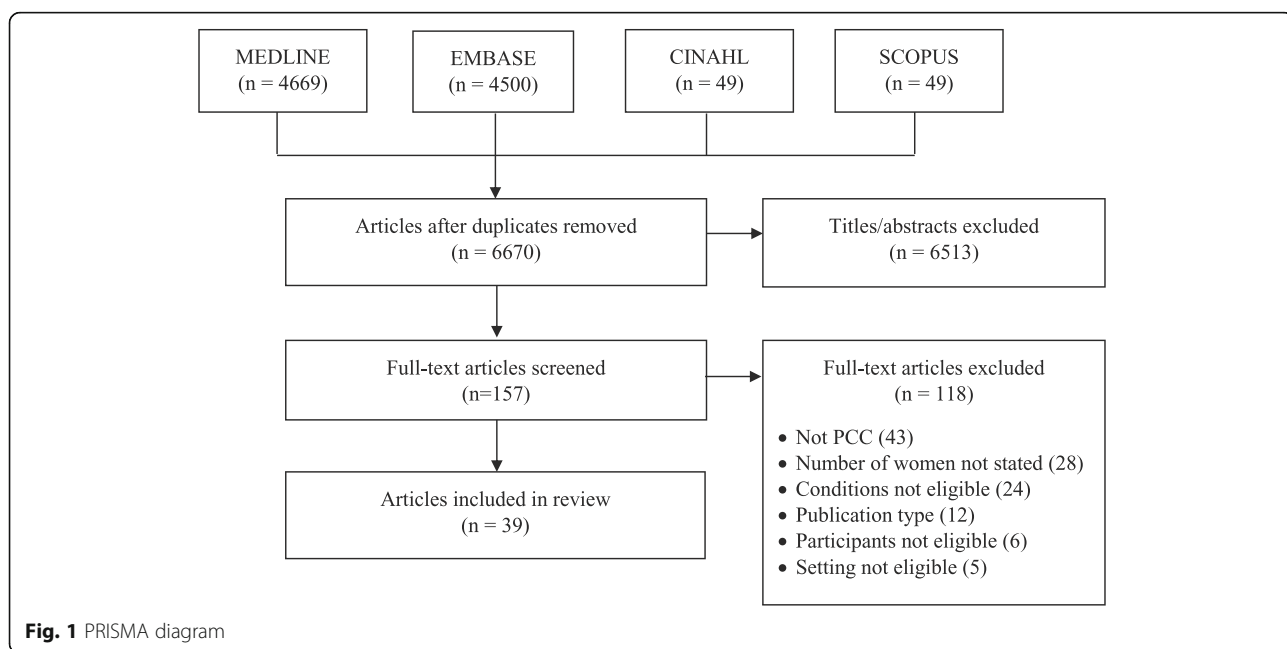 MEDLINE
(n = 4669)
EMBASE
(n = 4500)
CINAHL
(n = 49)
SCOPUS
(n = 49)
Articles after duplicates removed
(n = 6670)
Titles/abstracts excluded
(n = 6513)
Full-text articles screened
(n=157)
Full-text articles excluded
(n = 118)
• Not PCC (43)
• Number of women not stated (28)
• Conditions not eligible (24)
• Publication type (12)
• Participants not eligible (6)
• Setting not eligible (5)
Articles included in review
(n = 39)
Fig. 1 PRISMA diagram